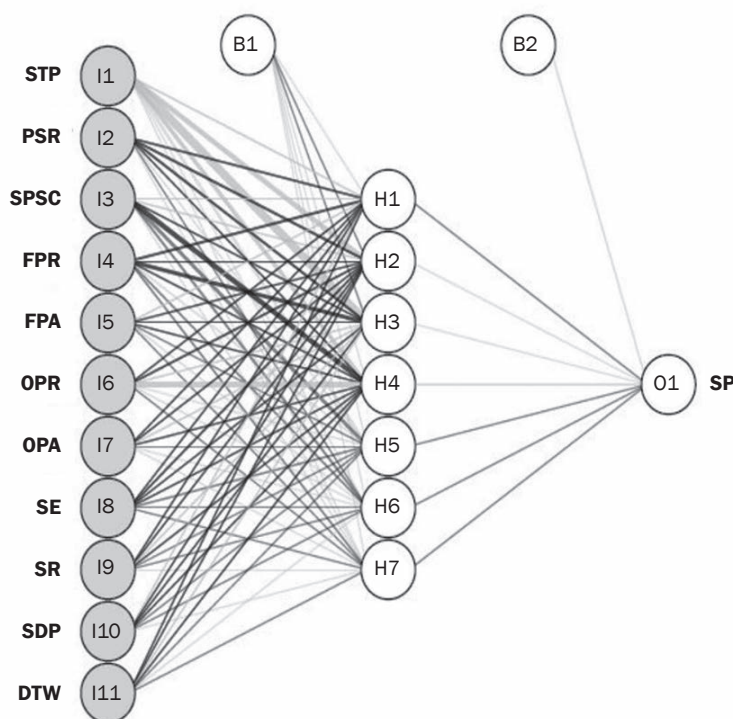 B1 B2
STP I1
PSR I2
SPSC I3 H1
FPR I4 H2
FPA I5 H3
OPR I6 H4 O1 SP
OPA I7 H5
SE I8 H6
SR I9 H7
SDP I10
DTW I11